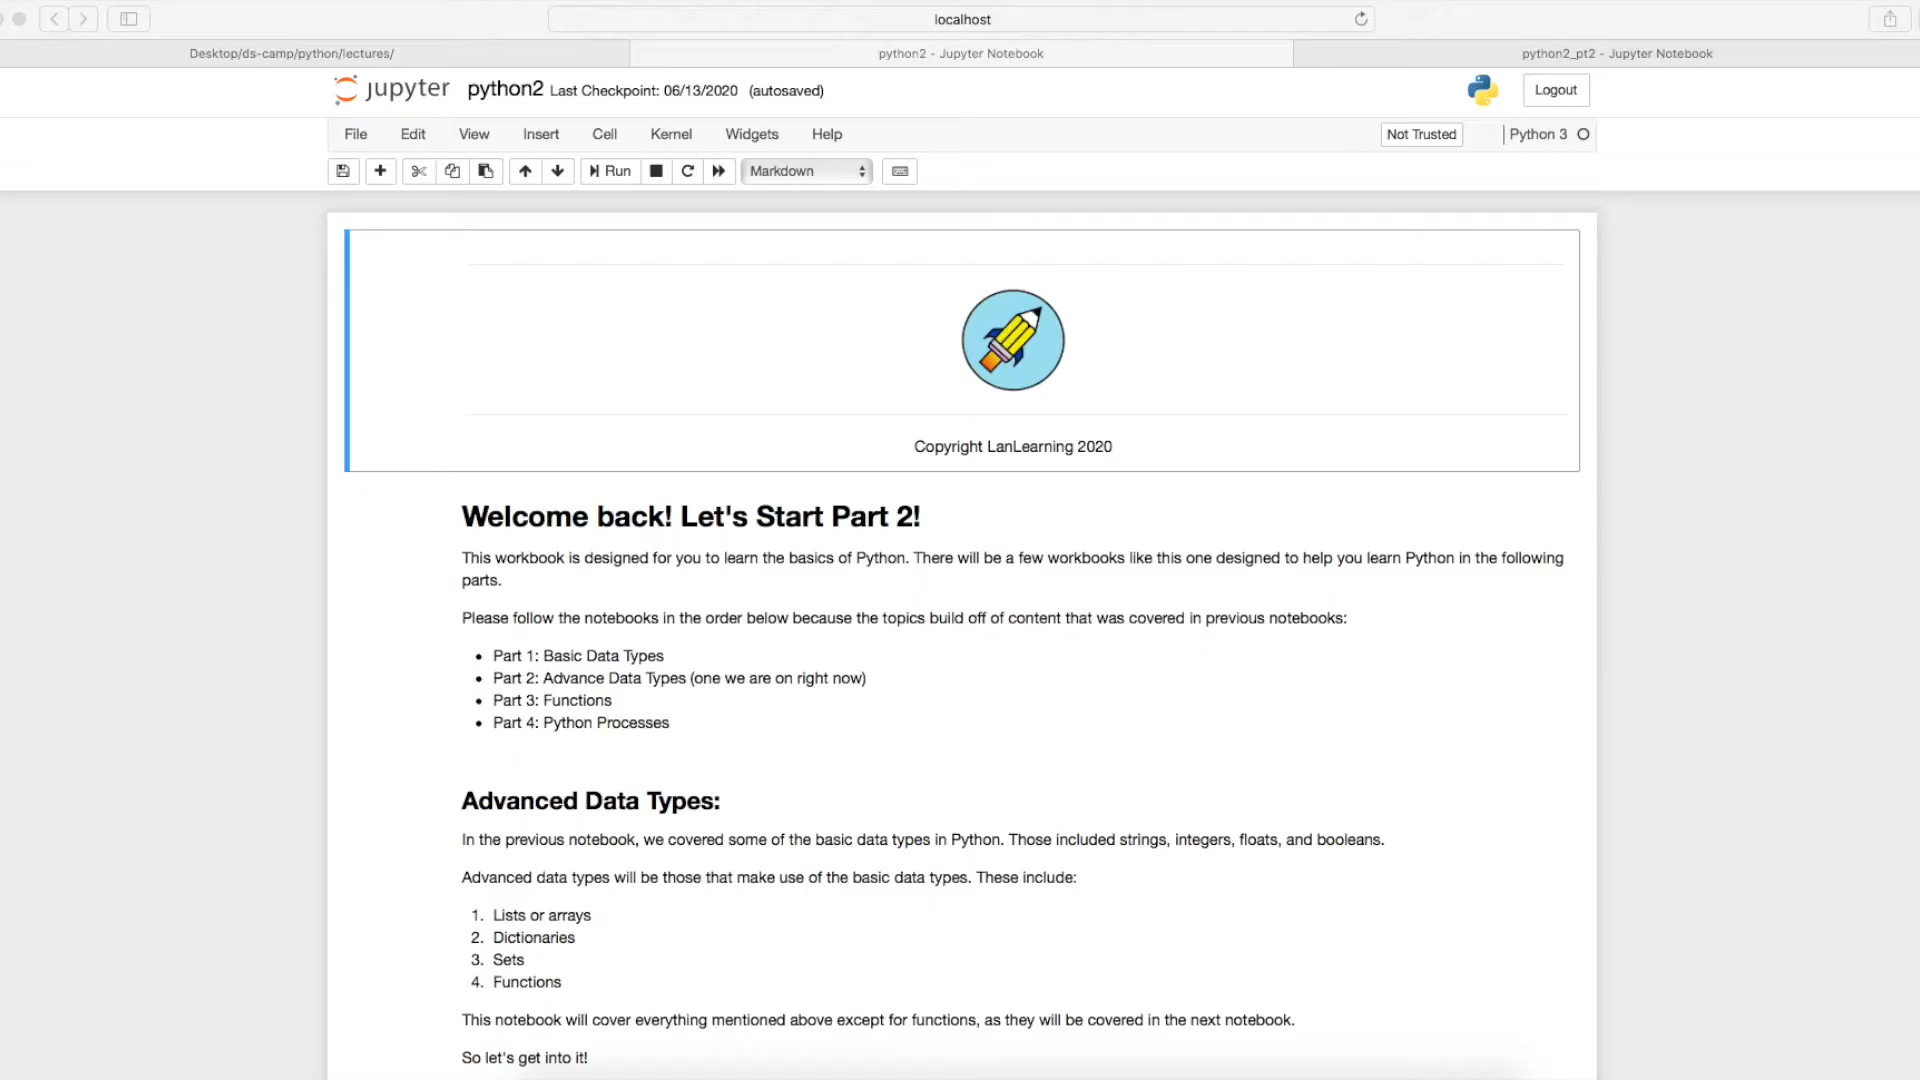 localhost
Desktop/ds-camp/python/lectures/
python2 - Jupyter Notebook
python2_pt2 - Jupyter Notebook
jupyter python2 Last Checkpoint: 06/13/2020 (autosaved)
Logout
File Edit View Insert Cell Kernel Widgets Help
Not Trusted
Python 3
Run
Markdown
Copyright LanLearning 2020
Welcome back! Let's Start Part 2!
This workbook is designed for you to learn the basics of Python. There will be a few workbooks like this one designed to help you learn Python in the following
parts.
Please follow the notebooks in the order below because the topics build off of content that was covered in previous notebooks:
• Part 1: Basic Data Types
• Part 2: Advance Data Types (one we are on right now)
• Part 3: Functions
• Part 4: Python Processes
Advanced Data Types:
In the previous notebook, we covered some of the basic data types in Python. Those included strings, integers, floats, and booleans.
Advanced data types will be those that make use of the basic data types. These include:
1. Lists or arrays
2. Dictionaries
3. Sets
4. Functions
This notebook will cover everything mentioned above except for functions, as they will be covered in the next notebook.
So let's get into it!